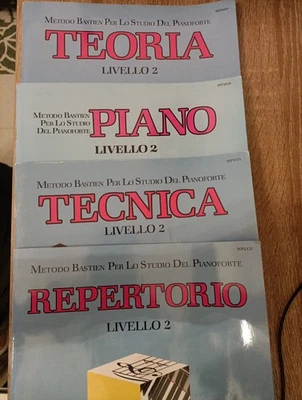 Metodo Bastien Per Lo Studio Del Pianoforte
TEORIA
LIVELLO 2
Metodo Bastien
Per Lo Studio
Del Pianoforte
PIANO
LIVELLO 2
Metodo Bastien Per Lo Studio Del Pianoforte
TECNICA
LIVELLO 2
Metodo Bastien Per Lo Studio Del Pianoforte
REPERTORIO
LIVELLO 2